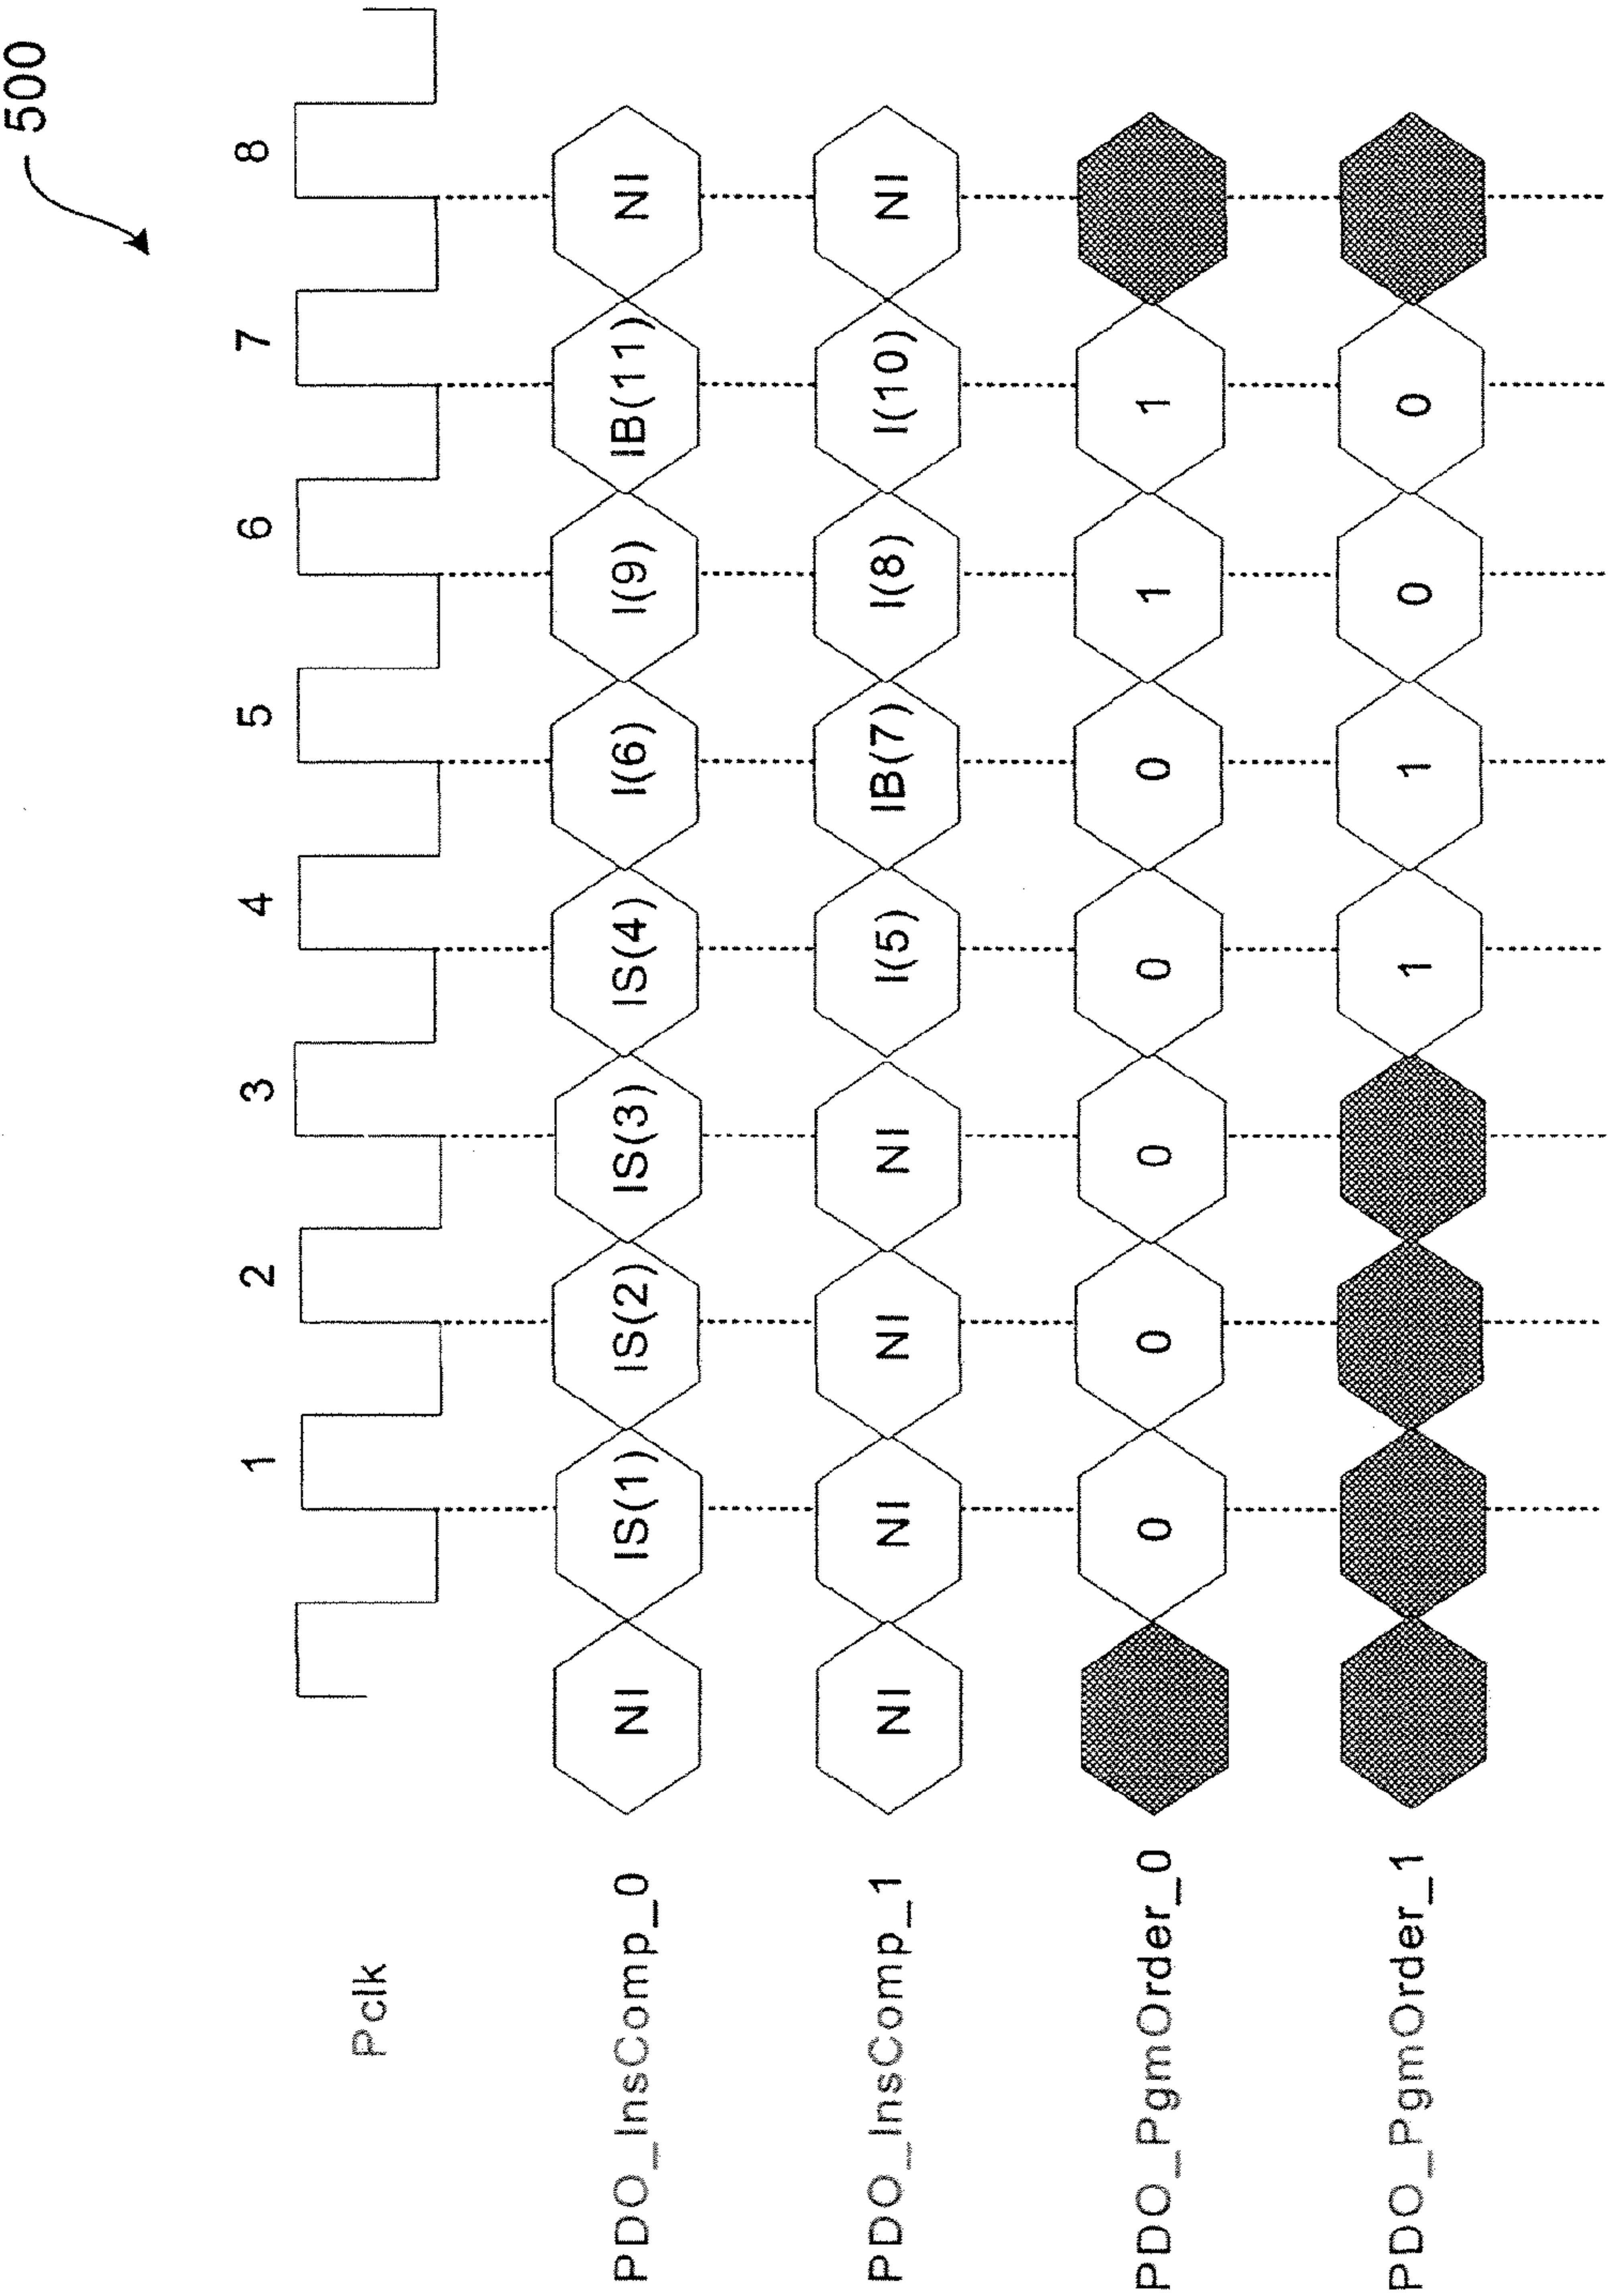 500
1 2 3 4 5 6 7 8
Pclk
PDO_InsComp_0 NI IS(1) IS(2) IS(3) IS(4) I(6) I(9) IB(11) NI
PDO_InsComp_1 NI NI NI NI I(5) IB(7) I(8) I(10) NI
PDO_PgmOrder_0 0 0 0 0 0 1 1
PDO_PgmOrder_1 1 1 0 0